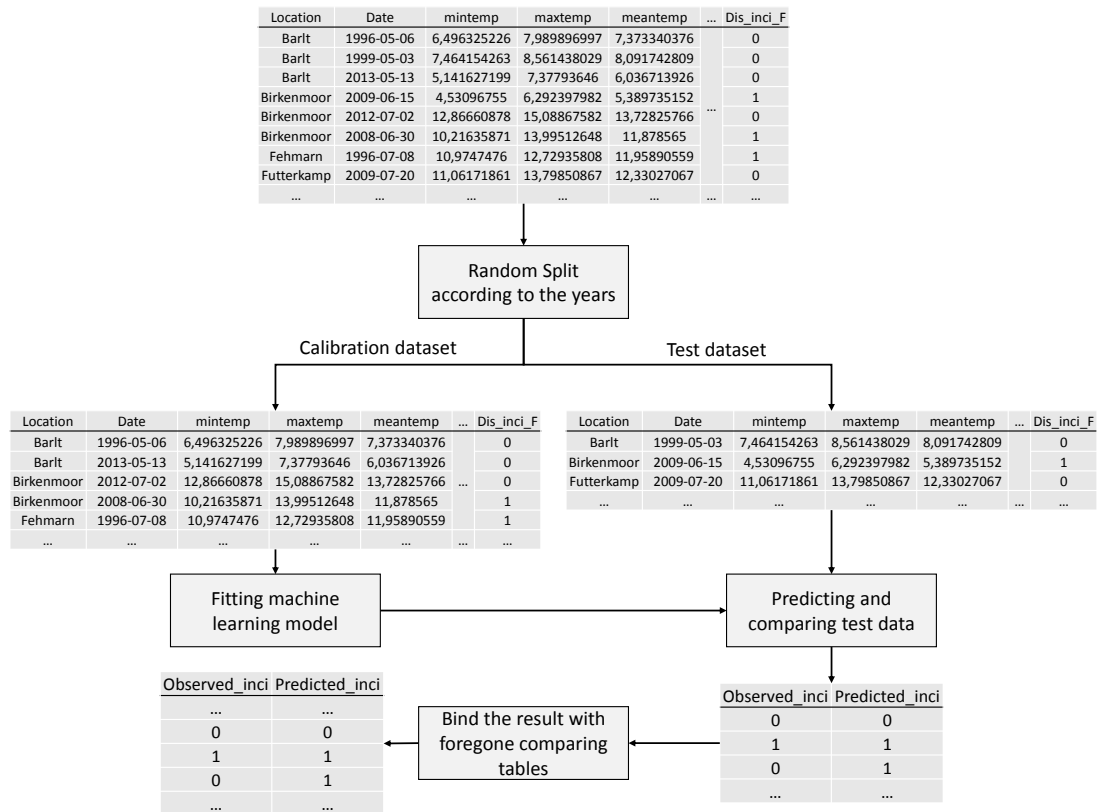 Location Date mintemp maxtemp meantemp ... Dis_inci_F
Barlt 1996-05-06 6,496325226 7,989896997 7,373340376 0
Barlt 1999-05-03 7,464154263 8,561438029 8,091742809 0
Barlt 2013-05-13 5,141627199 7,37793646 6,036713926 0
Birkenmoor 2009-06-15 4,53096755 6,292397982 5,389735152 ... 1
Birkenmoor 2012-07-02 12,86660878 15,08867582 13,72825766 0
Birkenmoor 2008-06-30 10,21635871 13,99512648 11,878565 1
Fehmarn 1996-07-08 10,9747476 12,72935808 11,95890559 1
Futterkamp 2009-07-20 11,06171861 13,79850867 12,33027067 0
... ... ... ... ... ... ...
Random Split
according to the years
Calibration dataset
Test dataset
Location Date mintemp maxtemp meantemp ... Dis_inci_F
Barlt 1996-05-06 6,496325226 7,989896997 7,373340376 0
Barlt 2013-05-13 5,141627199 7,37793646 6,036713926 0
Birkenmoor 2012-07-02 12,86660878 15,08867582 13,72825766 ... 0
Birkenmoor 2008-06-30 10,21635871 13,99512648 11,878565 1
Fehmarn 1996-07-08 10,9747476 12,72935808 11,95890559 1
... ... ... ... ... ... ...
Location Date mintemp maxtemp meantemp ... Dis_inci_F
Barlt 1999-05-03 7,464154263 8,561438029 8,091742809 0
Birkenmoor 2009-06-15 4,53096755 6,292397982 5,389735152 1
Futterkamp 2009-07-20 11,06171861 13,79850867 12,33027067 0
... ... ... ... ... ... ...
Fitting machine
learning model
Predicting and
comparing test data
Observed_inci Predicted_inci
0 0
1 1
0 1
... ...
Bind the result with
foregone comparing
tables
Observed_inci Predicted_inci
... ...
0 0
1 1
0 1
... ...